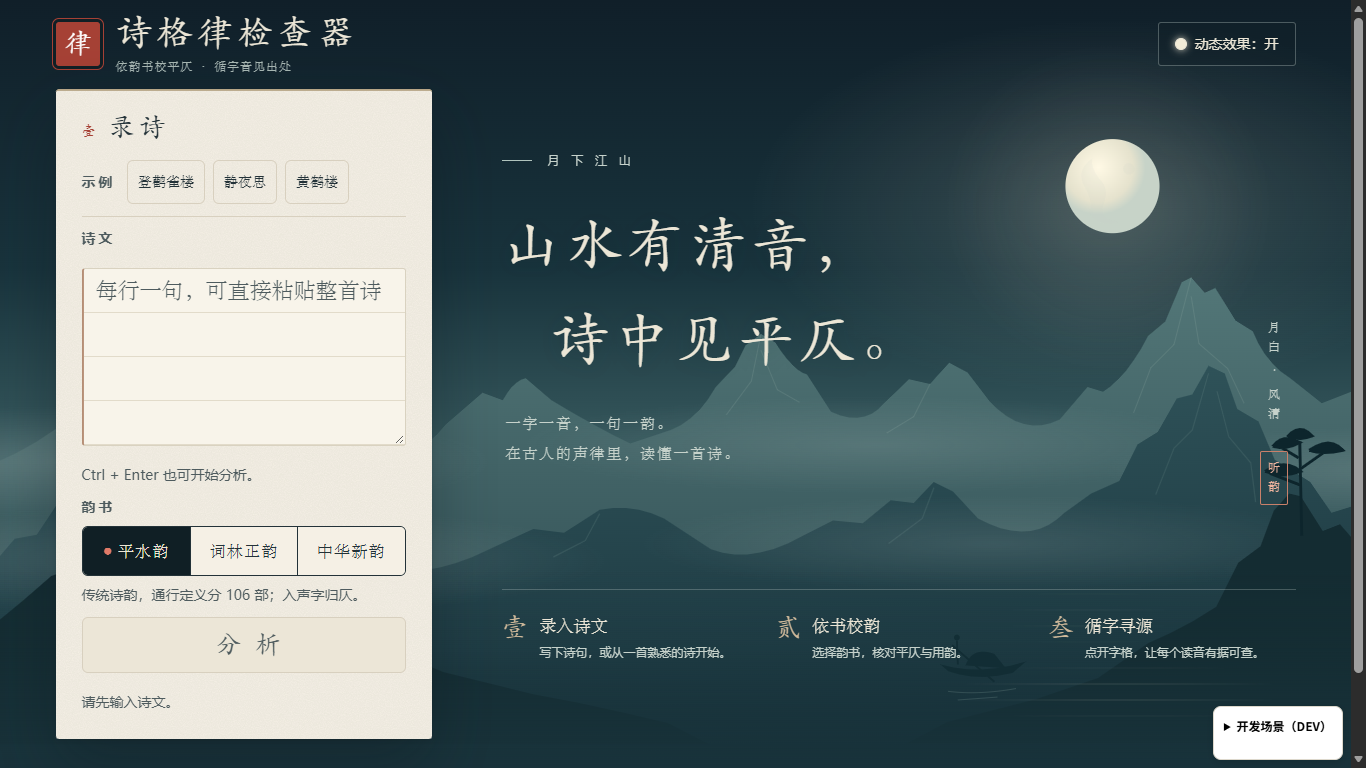 律
诗格律检查器
依韵书校平仄 · 循字音见出处
动态效果：开
壹 录诗
示例 登鹳雀楼 静夜思 黄鹤楼
诗文
每行一句，可直接粘贴整首诗
Ctrl + Enter 也可开始分析。
韵书
平水韵 词林正韵 中华新韵
传统诗韵，通行定义分 106 部；入声字归仄。
分析
请先输入诗文。
月下江山
山水有清音，
诗中见平仄。
一字一音，一句一韵。
在古人的声律里，读懂一首诗。
月白·风清
听韵
壹 录入诗文
写下诗句，或从一首熟悉的诗开始。
贰 依书校韵
选择韵书，核对平仄与用韵。
叁 循字寻源
点开字格，让每个读音有据可查。
开发场景（DEV）